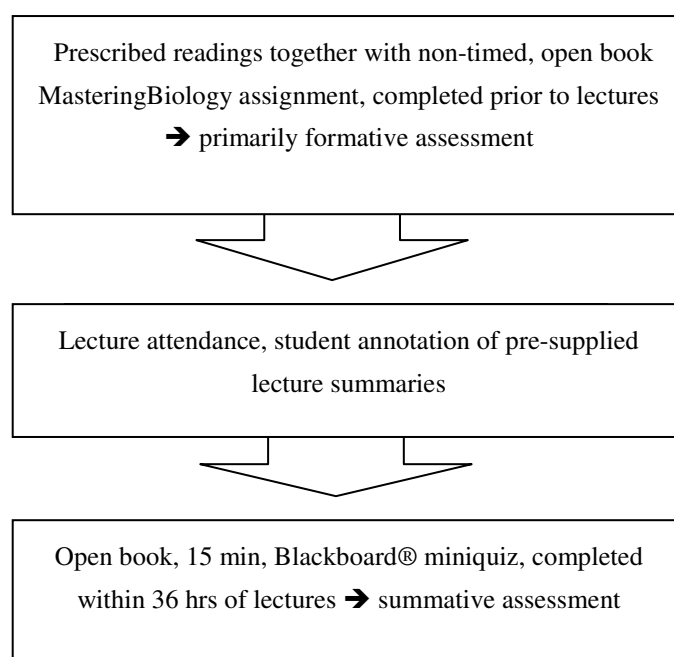 Prescribed readings together with non-timed, open book
MasteringBiology assignment, completed prior to lectures
➔ primarily formative assessment
Lecture attendance, student annotation of pre-supplied
lecture summaries
Open book, 15 min, Blackboard® miniquiz, completed
within 36 hrs of lectures ➔ summative assessment